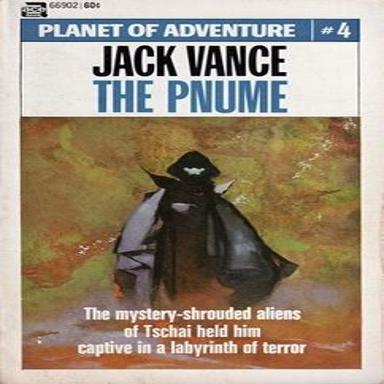 66902 | 60¢
PLANET OF ADVENTURE | #4
JACK VANCE
THE PNUME
The mystery-shrouded aliens
of Tschai held him
captive in a labyrinth of terror